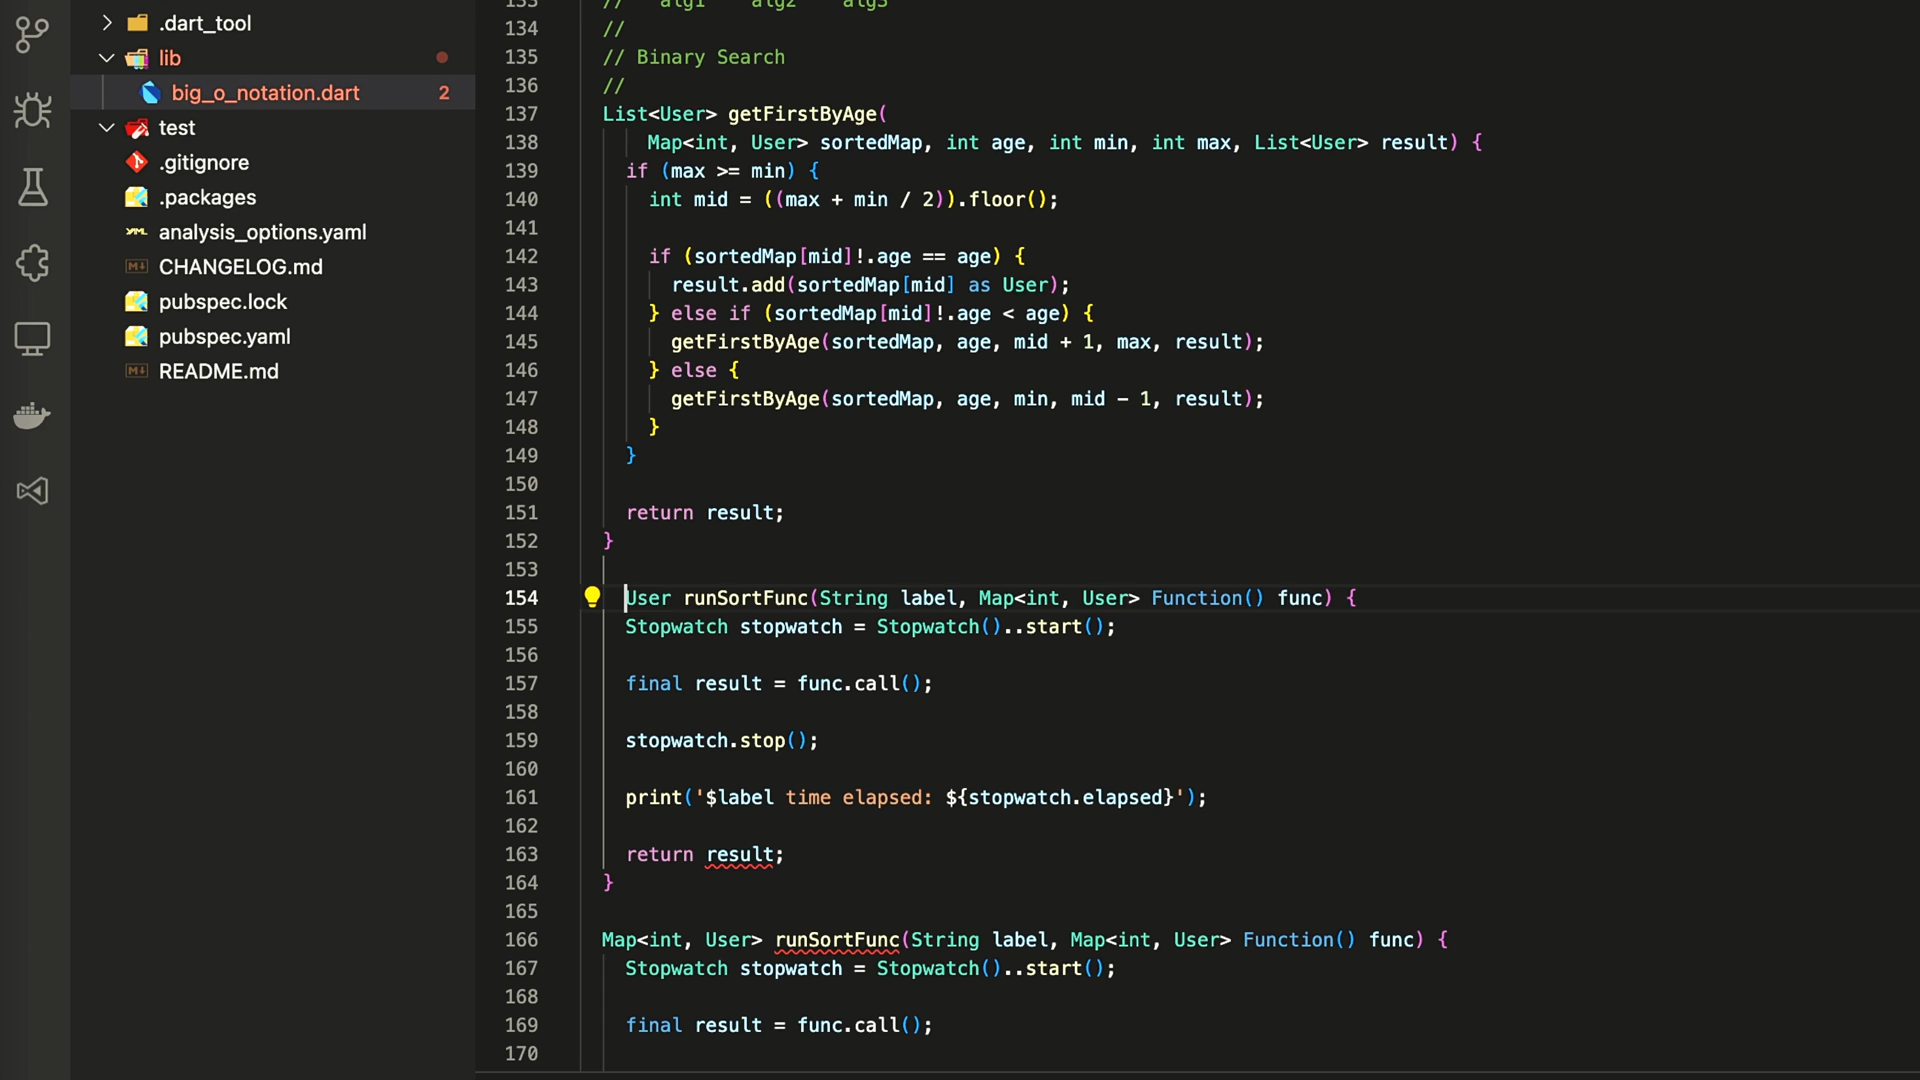 .dart_tool
lib
big_o_notation.dart 2
test
.gitignore
.packages
analysis_options.yaml
CHANGELOG.md
pubspec.lock
pubspec.yaml
README.md
133 // alg1 alg2 alg3
134 //
135 // Binary Search
136 //
137 List<User> getFirstByAge(
138 Map<int, User> sortedMap, int age, int min, int max, List<User> result) {
139 if (max >= min) {
140 int mid = ((max + min / 2)).floor();
141
142 if (sortedMap[mid]!.age == age) {
143 result.add(sortedMap[mid] as User);
144 } else if (sortedMap[mid]!.age < age) {
145 getFirstByAge(sortedMap, age, mid + 1, max, result);
146 } else {
147 getFirstByAge(sortedMap, age, min, mid - 1, result);
148 }
149 }
150
151 return result;
152 }
153
154 User runSortFunc(String label, Map<int, User> Function() func) {
155 Stopwatch stopwatch = Stopwatch()..start();
156
157 final result = func.call();
158
159 stopwatch.stop();
160
161 print('$label time elapsed: ${stopwatch.elapsed}');
162
163 return result;
164 }
165
166 Map<int, User> runSortFunc(String label, Map<int, User> Function() func) {
167 Stopwatch stopwatch = Stopwatch()..start();
168
169 final result = func.call();
170